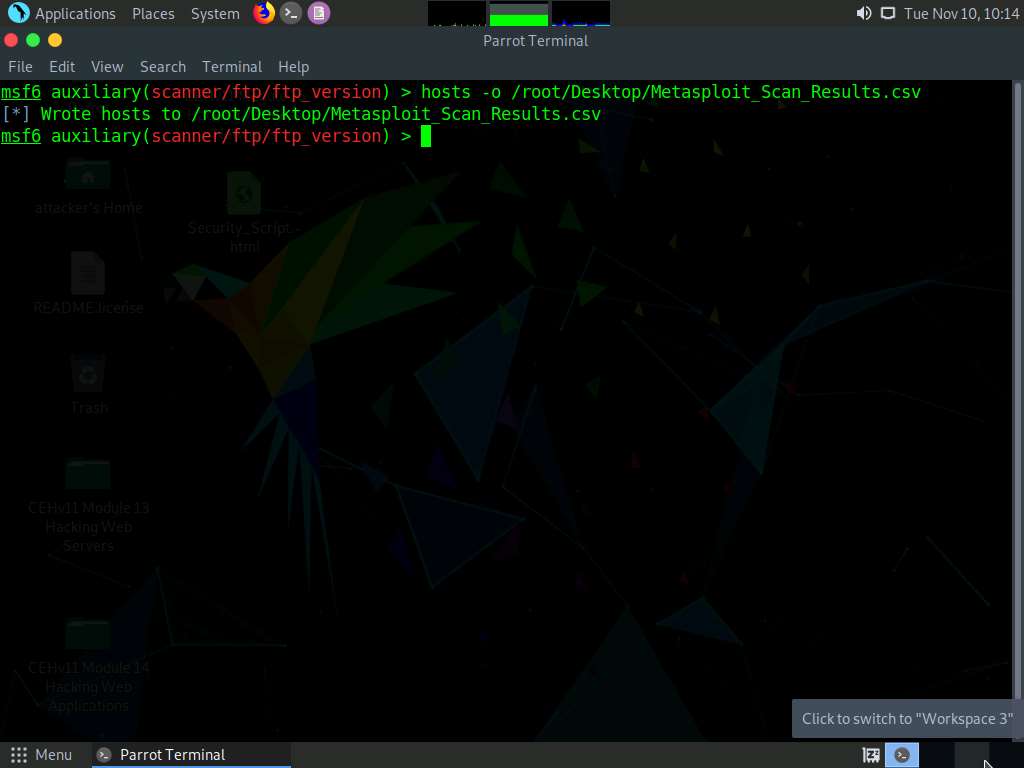 Applications Places System Tue Nov 10, 10:14
Parrot Terminal
File Edit View Search Terminal Help
msf6 auxiliary(scanner/ftp/ftp_version) > hosts -o /root/Desktop/Metasploit_Scan_Results.csv
[*] Wrote hosts to /root/Desktop/Metasploit_Scan_Results.csv
msf6 auxiliary(scanner/ftp/ftp_version) >
attacker's Home
Security_Script.-
html
README.license
Trash
CEHv11 Module 13
Hacking Web
Servers
CEHv11 Module 14
Hacking Web
Applications
Click to switch to "Workspace 3"
Menu Parrot Terminal